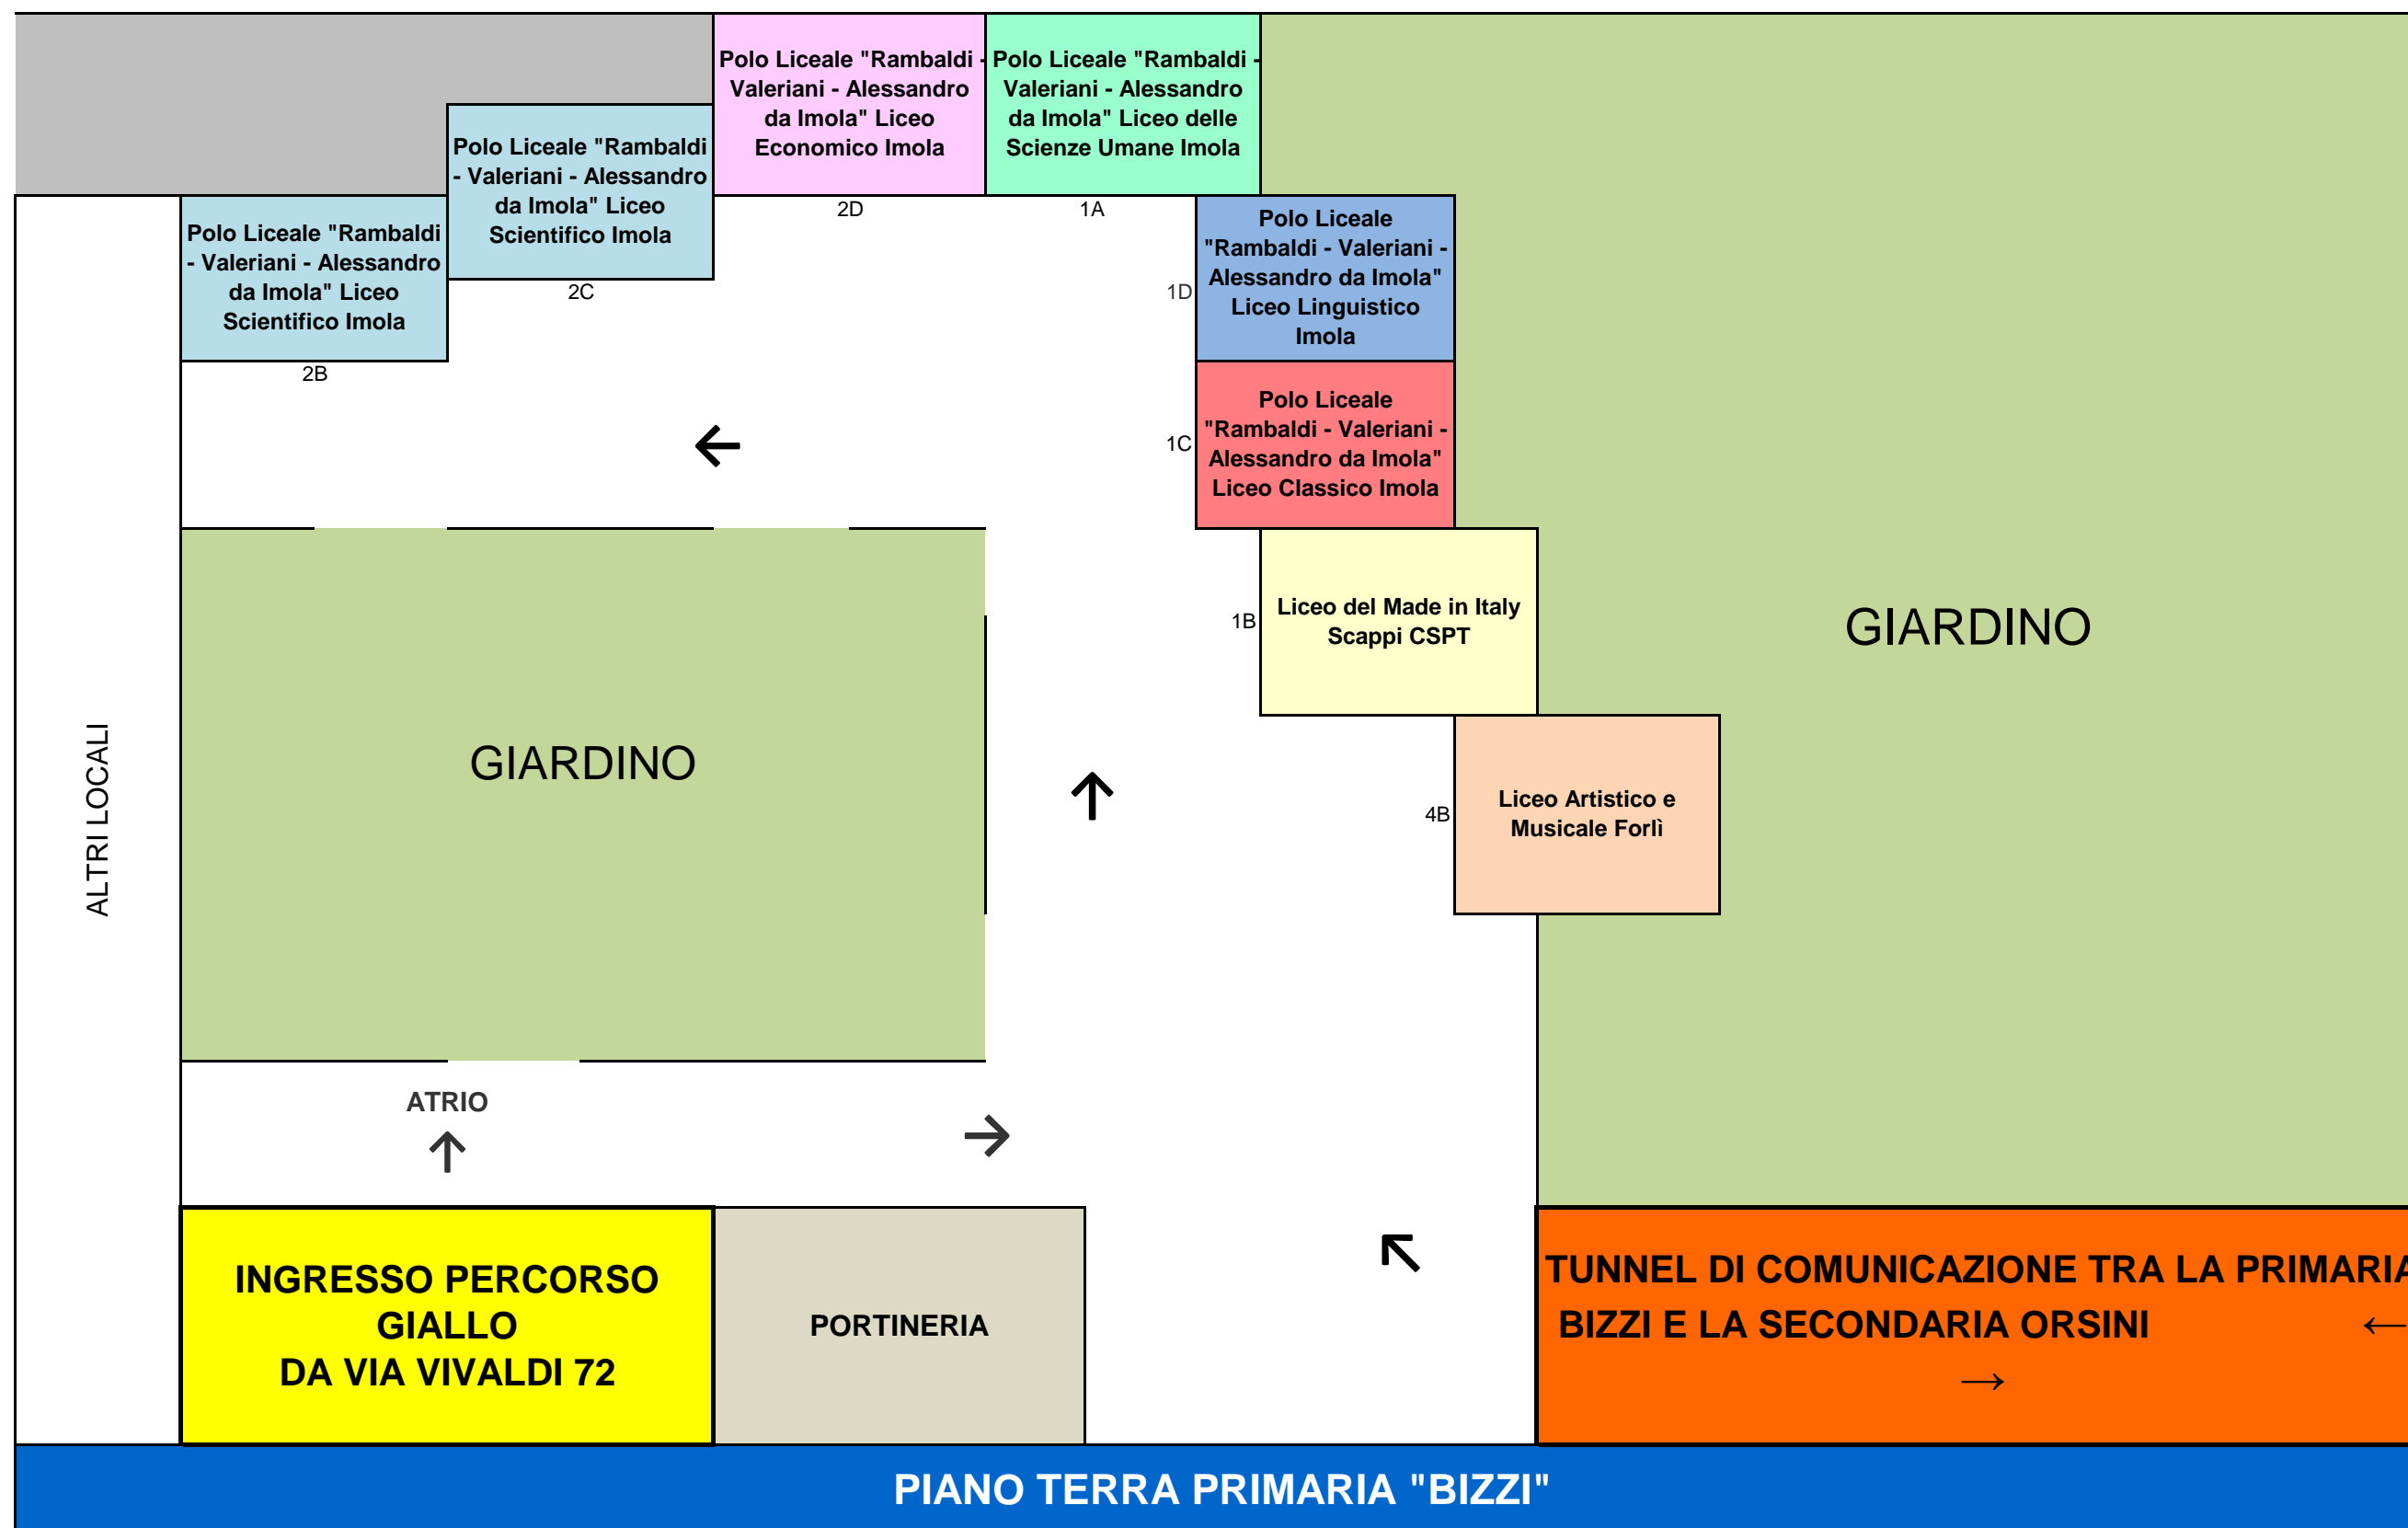 Polo Liceale "Rambaldi -
Valeriani - Alessandro
da Imola" Liceo
Economico Imola
2D
Polo Liceale "Rambaldi -
Valeriani - Alessandro
da Imola" Liceo delle
Scienze Umane Imola
1A
Polo Liceale "Rambaldi
- Valeriani - Alessandro
da Imola" Liceo
Scientifico Imola
2C
Polo Liceale "Rambaldi
- Valeriani - Alessandro
da Imola" Liceo
Scientifico Imola
2B
Polo Liceale
"Rambaldi - Valeriani -
Alessandro da Imola"
Liceo Linguistico
Imola
1D
Polo Liceale
"Rambaldi - Valeriani -
Alessandro da Imola"
Liceo Classico Imola
1C
←
Liceo del Made in Italy
Scappi CSPT
1B
GIARDINO
GIARDINO
ALTRI LOCALI
↑
Liceo Artistico e
Musicale Forlì
4B
ATRIO
↑
→
↖
INGRESSO PERCORSO
GIALLO
DA VIA VIVALDI 72
PORTINERIA
TUNNEL DI COMUNICAZIONE TRA LA PRIMARIA
BIZZI E LA SECONDARIA ORSINI ←
→
PIANO TERRA PRIMARIA "BIZZI"